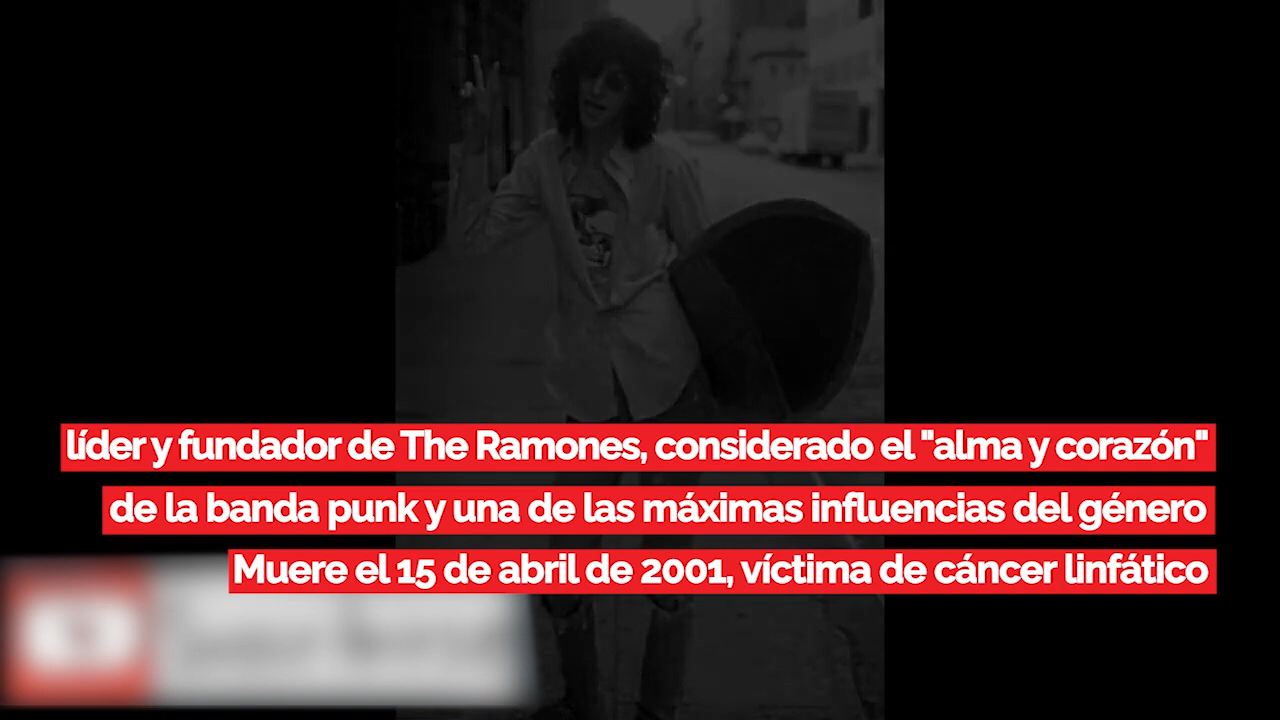 líder y fundador de The Ramones, considerado el "alma y corazón"
de la banda punk y una de las máximas influencias del género
Muere el 15 de abril de 2001, víctima de cáncer linfático